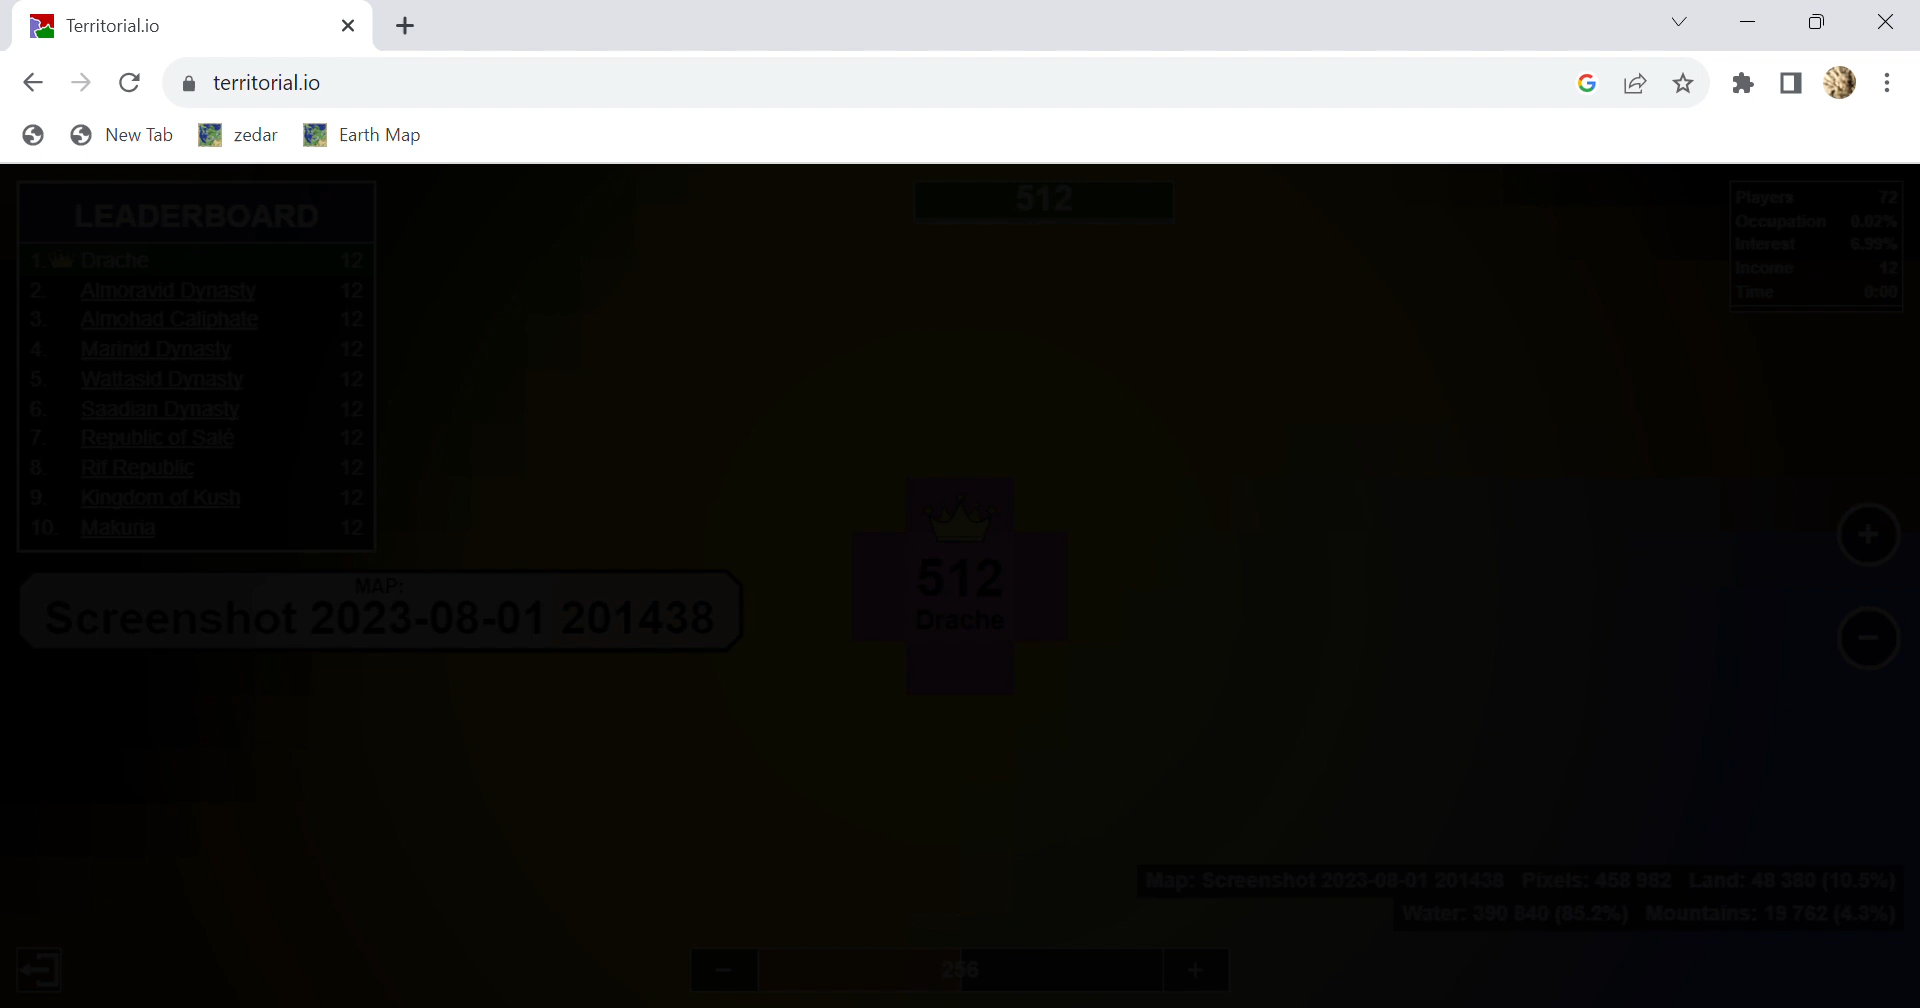 Territorial.io
territorial.io
New Tab zedar Earth Map
LEADERBOARD
1. Drache 12
2. Almoravid Dynasty 12
3. Almohad Caliphate 12
4. Marinid Dynasty 12
5. Wattasid Dynasty 12
6. Saadian Dynasty 12
7. Republic of Salé 12
8. Rif Republic 12
9. Kingdom of Kush 12
10. Makuria 12
512
Players 72
Occupation 0.02%
Interest 6.99%
Income 12
Time 0:00
MAP:
Screenshot 2023-08-01 201438
512
Drache
Map: Screenshot 2023-08-01 201438 Pixels: 458 982 Land: 48 380 (10.5%)
Water: 390 840 (85.2%) Mountains: 19 762 (4.3%)
256